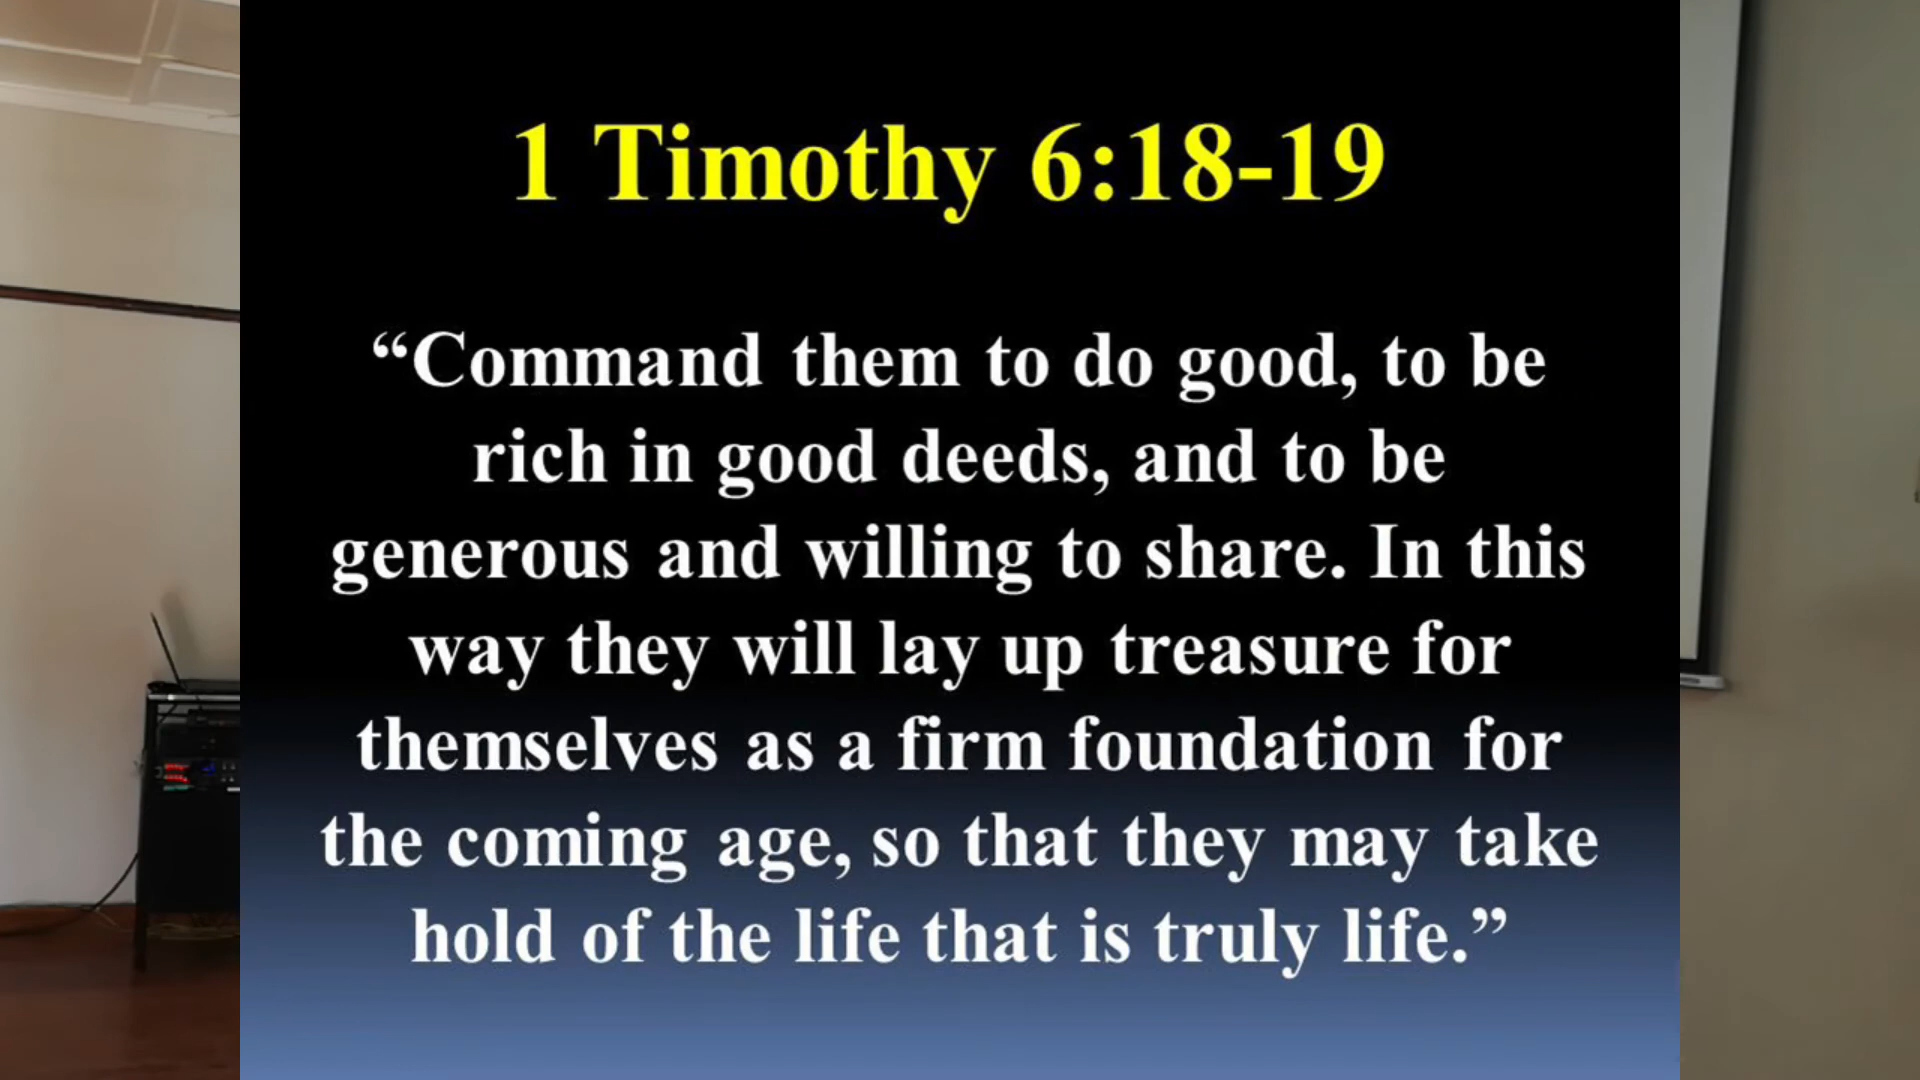 1 Timothy 6:18-19
“Command them to do good, to be
rich in good deeds, and to be
generous and willing to share. In this
way they will lay up treasure for
themselves as a firm foundation for
the coming age, so that they may take
hold of the life that is truly life.”